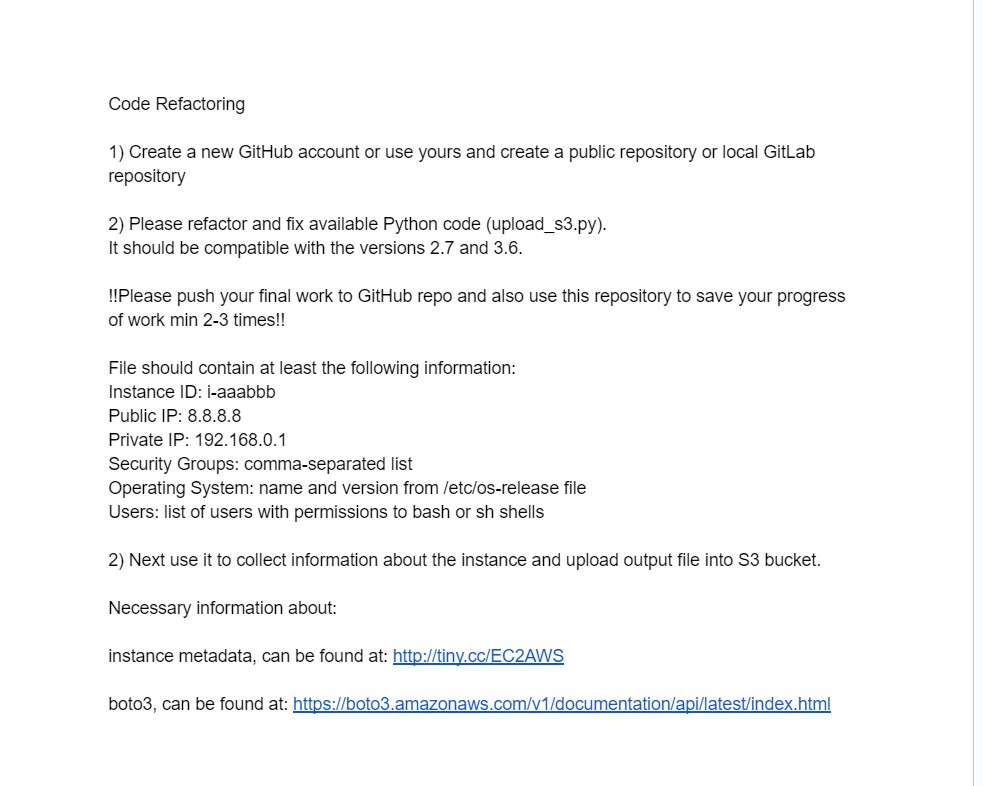 Code Refactoring
1) Create a new GitHub account or use yours and create a public repository or local GitLab
repository
2) Please refactor and fix available Python code (upload_s3.py).
It should be compatible with the versions 2.7 and 3.6.
!!Please push your final work to GitHub repo and also use this repository to save your progress
of work min 2-3 times!!
File should contain at least the following information:
Instance ID: i-aaabbb
Public IP: 8.8.8.8
Private IP: 192.168.0.1
Security Groups: comma-separated list
Operating System: name and version from /etc/os-release file
Users: list of users with permissions to bash or sh shells
2) Next use it to collect information about the instance and upload output file into S3 bucket.
Necessary information about:
instance metadata, can be found at: http://tiny.cc/EC2AWS
boto3, can be found at: https://boto3.amazonaws.com/v1/documentation/api/latest/index.html